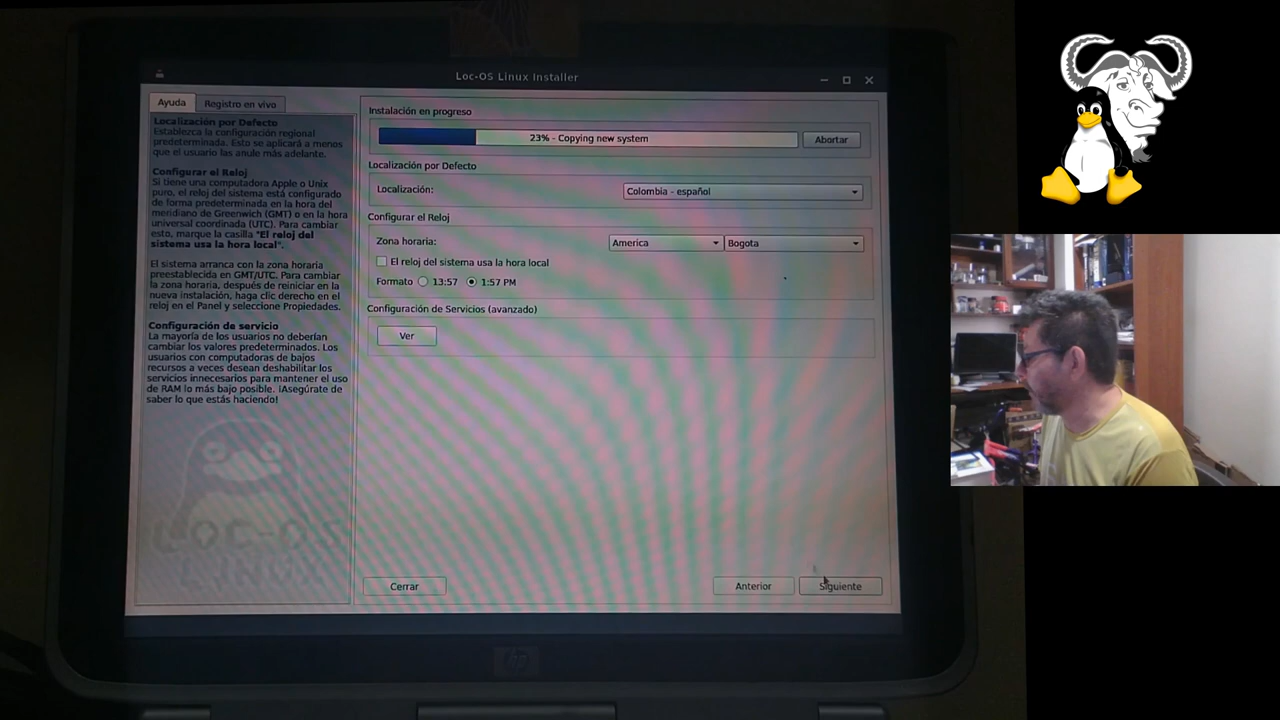 Loc-OS Linux Installer
Ayuda
Registro en vivo
Localización por Defecto
Establezca la configuración regional
predeterminada. Esto se aplicará a menos
que el usuario las anule más adelante.
Configurar el Reloj
Si tiene una computadora Apple o Unix
puro, el reloj del sistema está configurado
de forma predeterminada en la hora del
meridiano de Greenwich (GMT) o en la hora
universal coordinada (UTC). Para cambiar
esto, marque la casilla "El reloj del
sistema usa la hora local".
El sistema arranca con la zona horaria
preestablecida en GMT/UTC. Para cambiar
la zona horaria, después de reiniciar en la
nueva instalación, haga clic derecho en el
reloj en el Panel y seleccione Propiedades.
Configuración de servicio
La mayoría de los usuarios no deberían
cambiar los valores predeterminados. Los
usuarios con computadoras de bajos
recursos a veces desean deshabilitar los
servicios innecesarios para mantener el uso
de RAM lo más bajo posible. ¡Asegúrate de
saber lo que estás haciendo!
LOC-OS
LINUX
Instalación en progreso
23% - Copying new system
Abortar
Localización por Defecto
Localización:
Colombia - español
Configurar el Reloj
Zona horaria:
America
Bogota
El reloj del sistema usa la hora local
Formato
13:57
1:57 PM
Configuración de Servicios (avanzado)
Ver
Cerrar
Anterior
Siguiente
hp